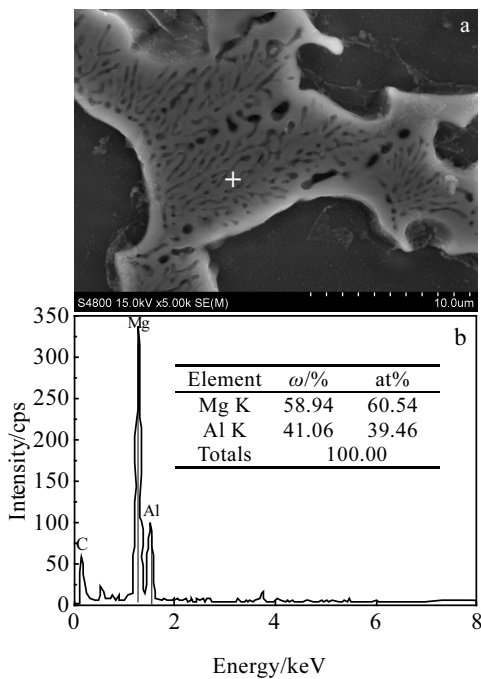 a
S4800 15.0kV x5.00k SE(M) 10.0um
b
350
300
250
200
150
100
50
0
Intensity/cps
Mg
Al
C
Element ω/% at%
Mg K 58.94 60.54
Al K 41.06 39.46
Totals 100.00
0 2 4 6 8
Energy/keV